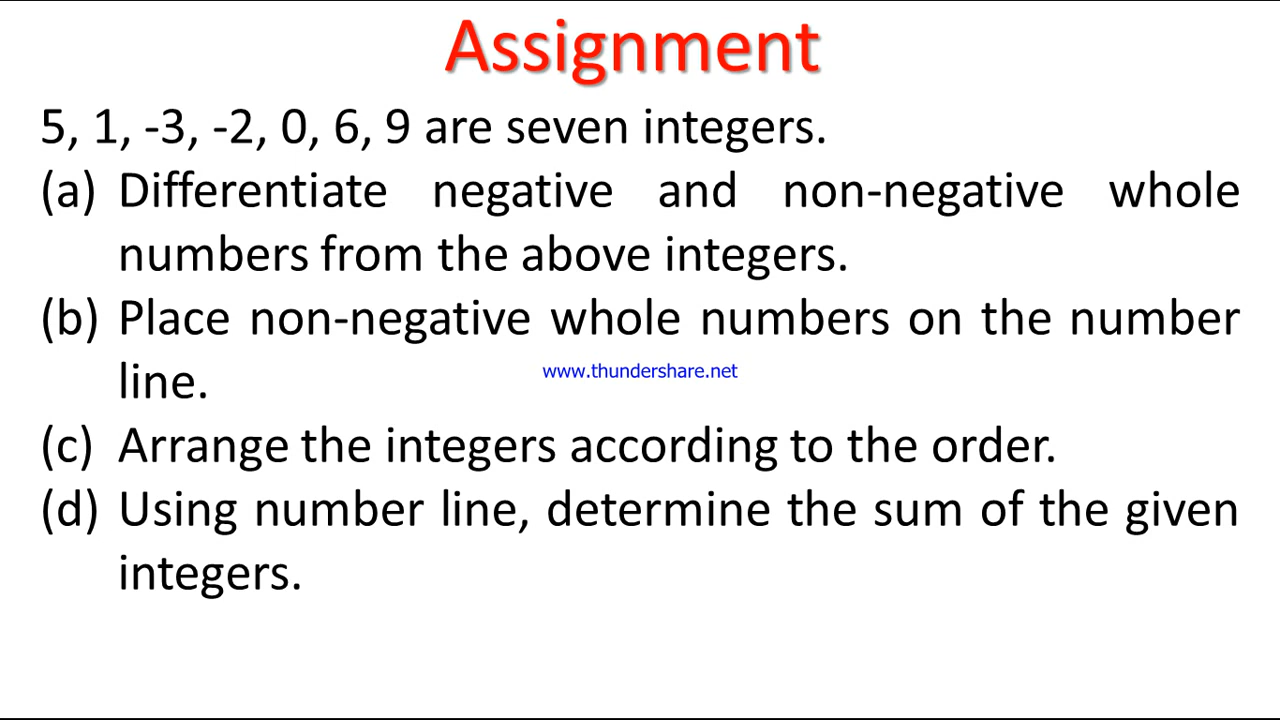 Assignment
5, 1, -3, -2, 0, 6, 9 are seven integers.
(a) Differentiate negative and non-negative whole
numbers from the above integers.
(b) Place non-negative whole numbers on the number
www.thundershare.net
line.
(c) Arrange the integers according to the order.
(d) Using number line, determine the sum of the given
integers.